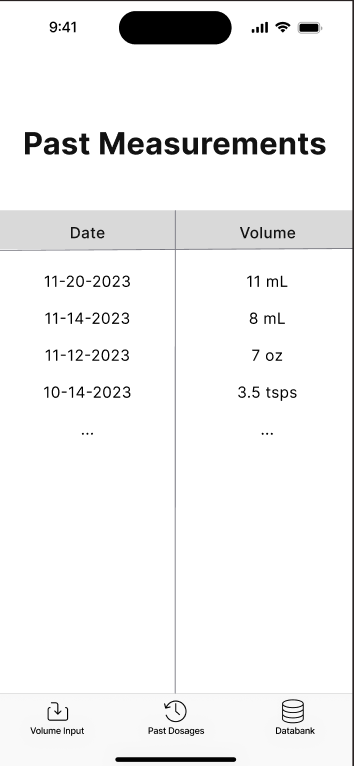 9:41
Past Measurements
Date Volume
11-20-2023 11 mL
11-14-2023 8 mL
11-12-2023 7 oz
10-14-2023 3.5 tsps
... ...
Volume Input Past Dosages Databank